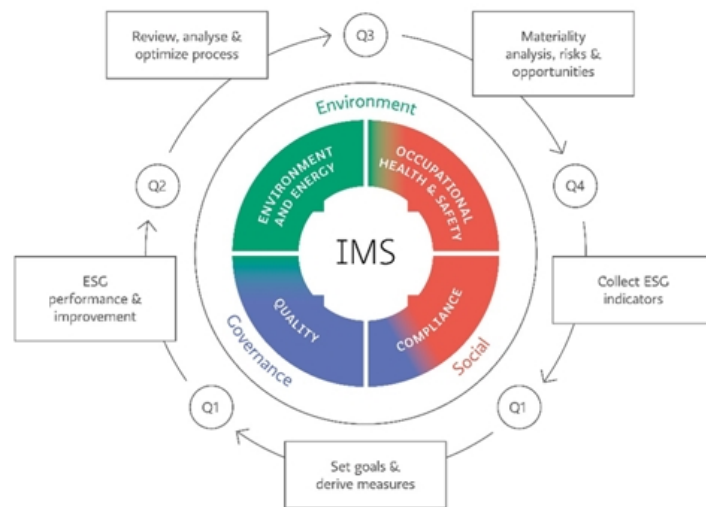 Review, analyse &
optimize process
Q3
Materiality
analysis, risks &
opportunities
Environment
ENVIRONMENT
AND ENERGY
OCCUPATIONAL
HEALTH & SAFETY
Q2
Q4
IMS
ESG
performance &
improvement
Collect ESG
indicators
QUALITY
COMPLIANCE
Governance
Social
Q1
Q1
Set goals &
derive measures